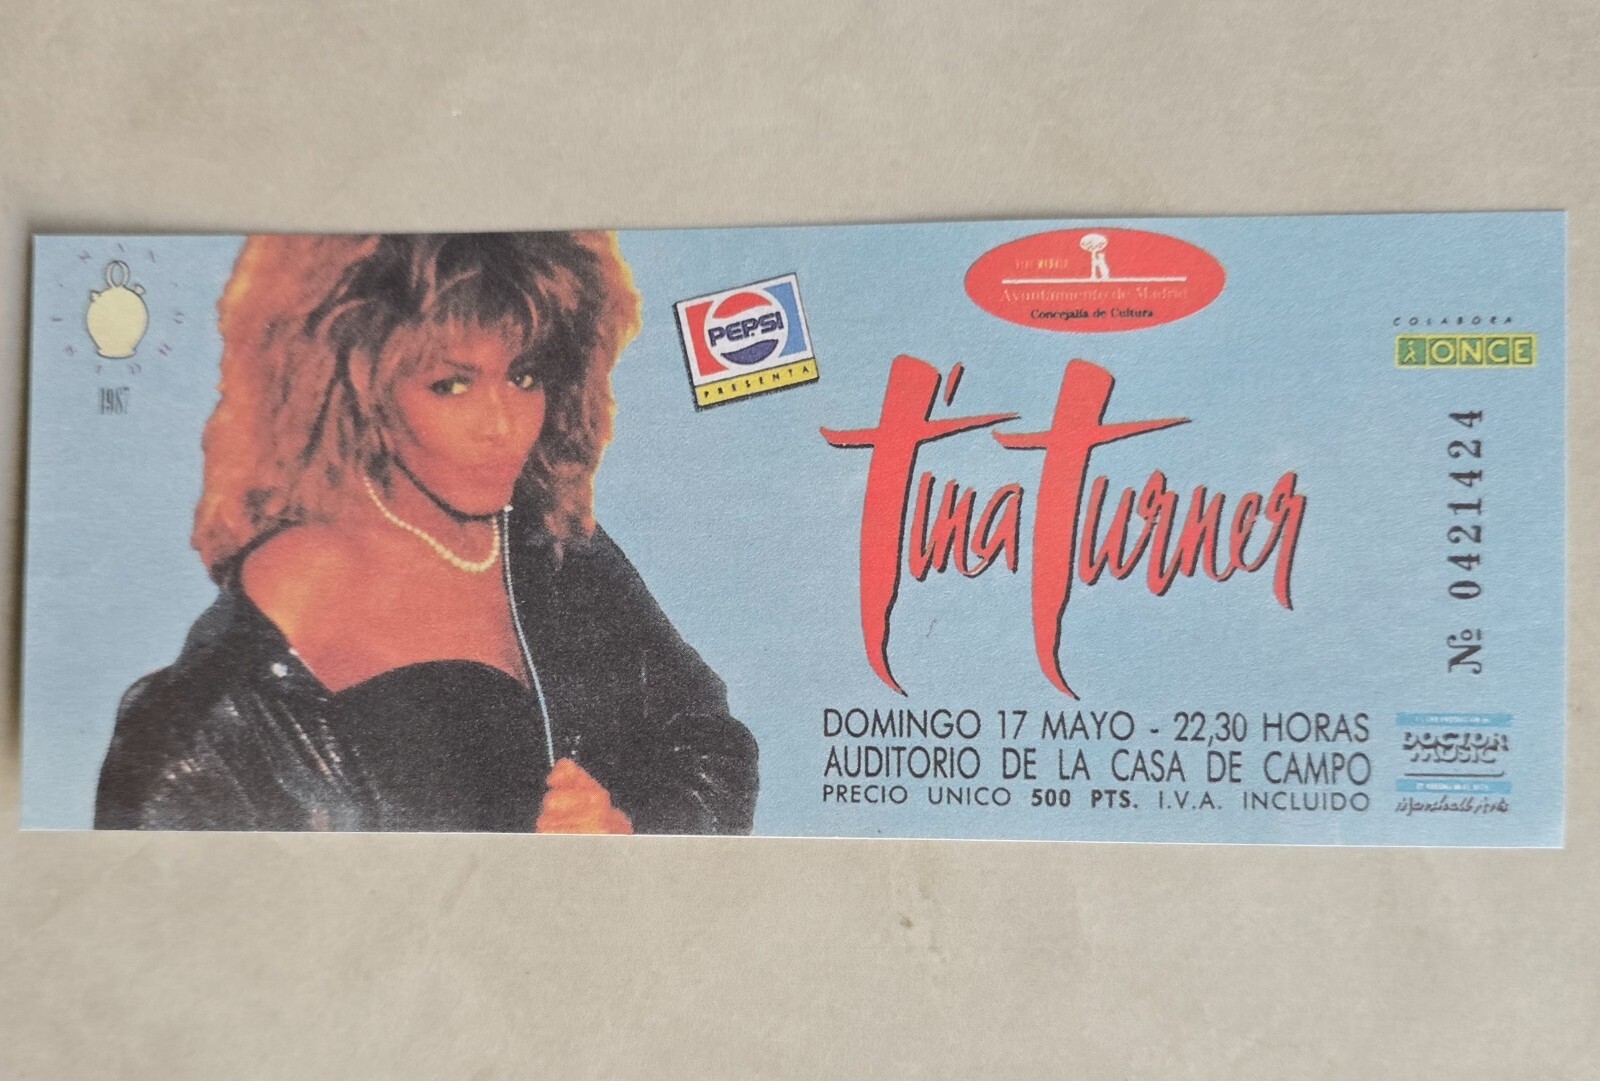 1987
PEPSI
PRESENTA
Ayuntamiento de Madrid
Concejalía de Cultura
COLABORA
ONCE
Tina Turner
Nº 0421424
DOMINGO 17 MAYO - 22,30 HORAS
AUDITORIO DE LA CASA DE CAMPO
PRECIO UNICO 500 PTS. I.V.A. INCLUIDO
DOCTOR
MUSIC